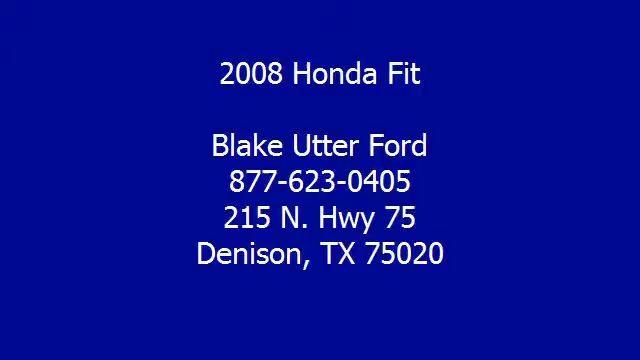 2008 Honda Fit
Blake Utter Ford
877-623-0405
215 N. Hwy 75
Denison, TX 75020